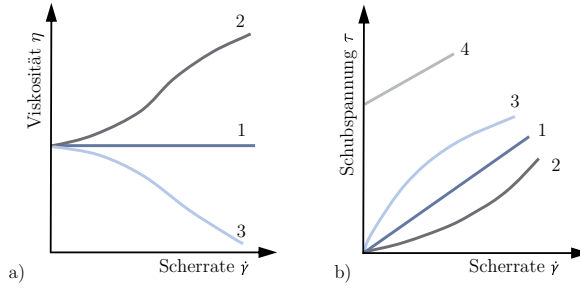 Viskosität η
2
1
3
Scherrate γ̇
a)
Schubspannung τ
4
3
1
2
Scherrate γ̇
b)